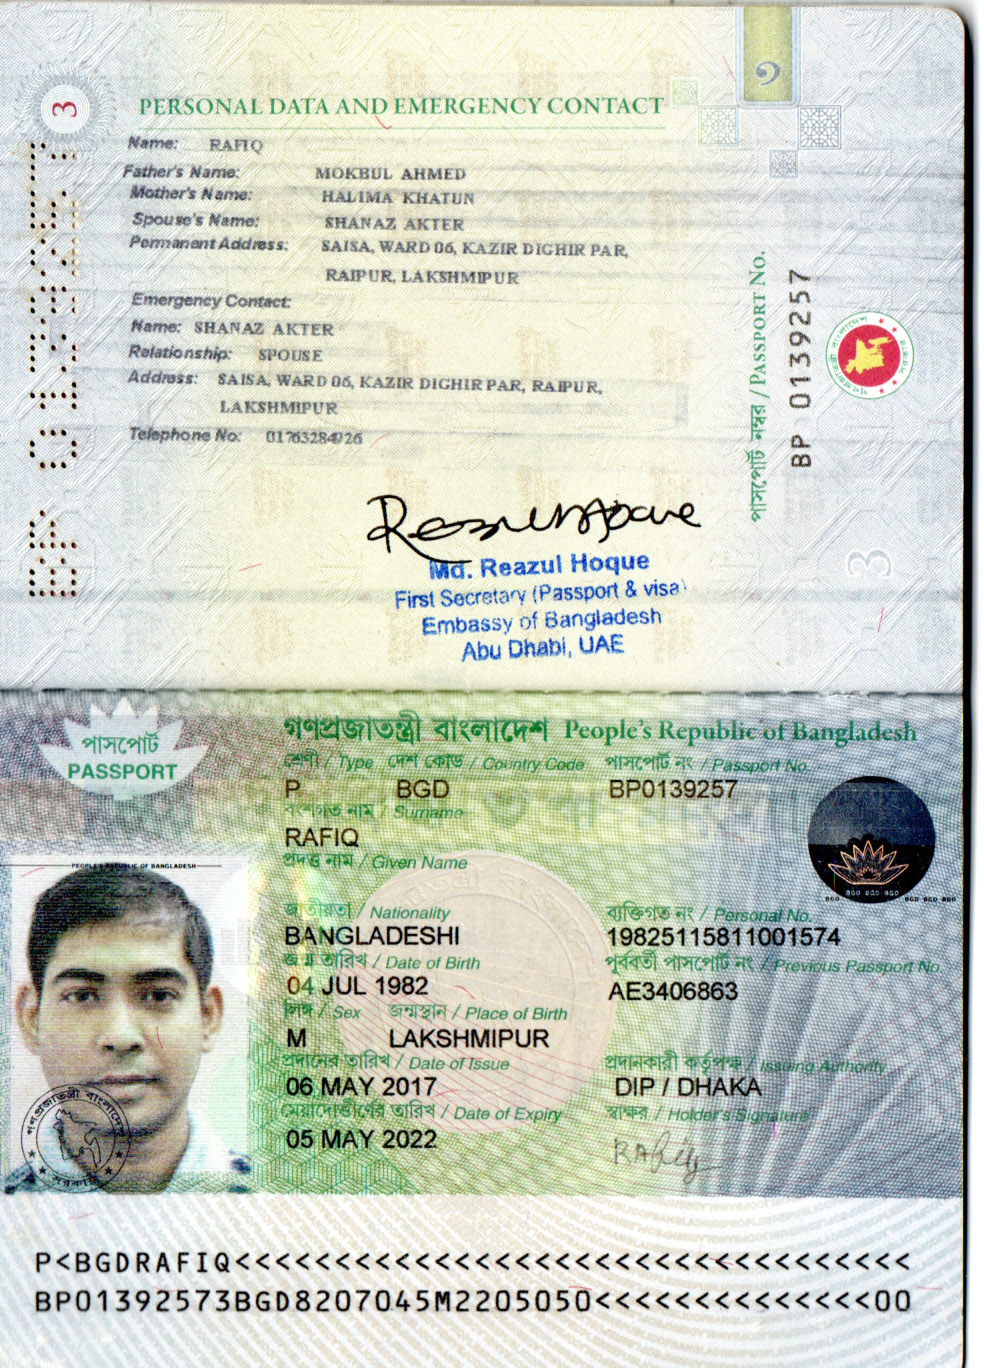 3
১
PERSONAL DATA AND EMERGENCY CONTACT
Name: RAFIQ
Father's Name: MOKBUL AHMED
Mother's Name: HALIMA KHATUN
Spouse's Name: SHANAZ AKTER
Permanent Address: SAISA, WARD 06, KAZIR DIGHIR PAR,
RAIPUR, LAKSHMIPUR
Emergency Contact:
Name: SHANAZ AKTER
Relationship: SPOUSE
Address: SAISA, WARD 06, KAZIR DIGHIR PAR, RAIPUR,
LAKSHMIPUR
Telephone No: 01763284926
BP 0139257
পাসপোর্ট নম্বর / PASSPORT No.
BP 0139257
3
Md. Reazul Hoque
First Secretary (Passport & visa)
Embassy of Bangladesh
Abu Dhabi, UAE
পাসপোর্ট
PASSPORT
গণপ্রজাতন্ত্রী বাংলাদেশ People's Republic of Bangladesh
শ্রেণী / Type দেশ কোড / Country Code পাসপোর্ট নং / Passport No.
P BGD BP0139257
বংশগত নাম / Surname
RAFIQ
প্রদত্ত নাম / Given Name
PEOPLE'S REPUBLIC OF BANGLADESH
BGD BGD BGD
জাতীয়তা / Nationality ব্যক্তিগত নং / Personal No.
BANGLADESHI 19825115811001574
জন্ম তারিখ / Date of Birth পূর্ববর্তী পাসপোর্ট নং / Previous Passport No.
04 JUL 1982 AE3406863
লিঙ্গ / Sex জন্মস্থান / Place of Birth
M LAKSHMIPUR
প্রদানের তারিখ / Date of Issue প্রদানকারী কর্তৃপক্ষ / Issuing Authority
06 MAY 2017 DIP / DHAKA
মেয়াদোত্তীর্ণের তারিখ / Date of Expiry স্বাক্ষর / Holder's Signature
05 MAY 2022 RAfiq
P<BGDRAFIQ<<<<<<<<<<<<<<<<<<<<<<<<<<<<<<<<<<
BP01392573BGD8207045M2205050<<<<<<<<<<<<<<00